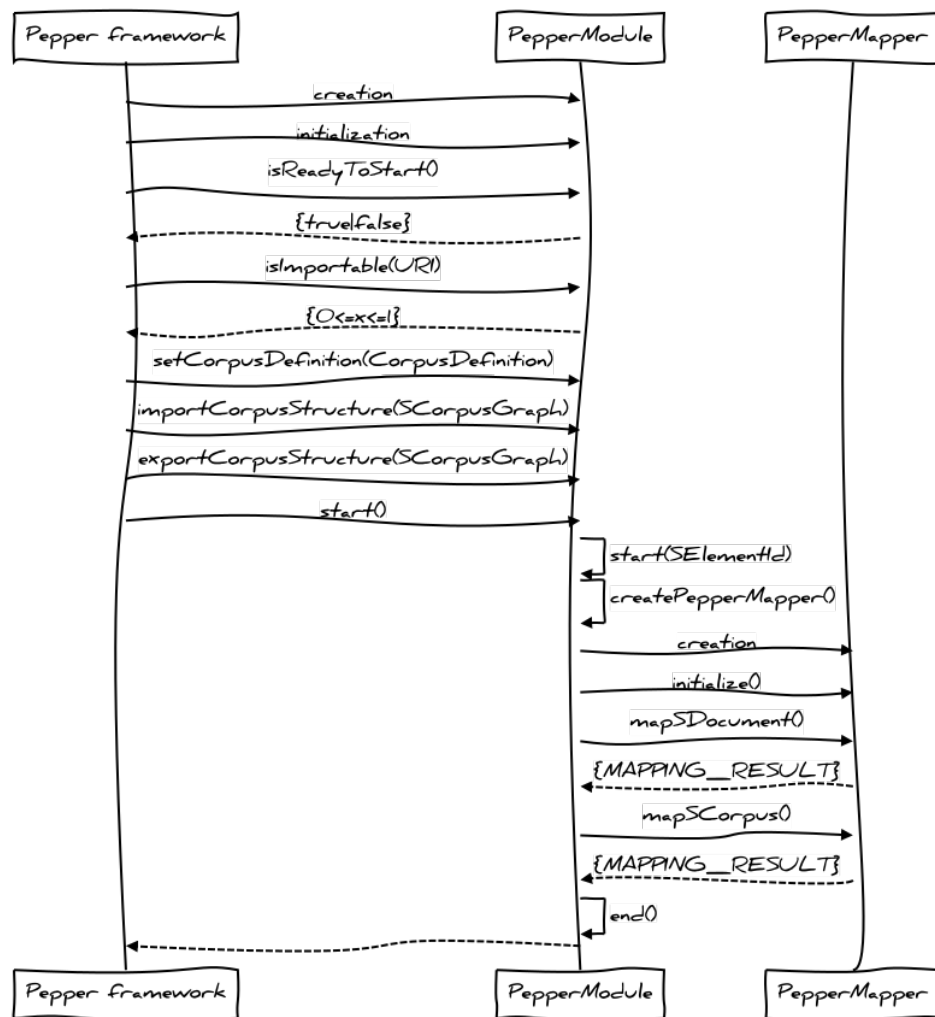 Pepper framework
PepperModule
PepperMapper
creation
initialization
isReadyToStart()
{true|false}
isImportable(URI)
{0<=x<=1}
setCorpusDefinition(CorpusDefinition)
importCorpusStructure(SCorpusGraph)
exportCorpusStructure(SCorpusGraph)
start()
start(SElementId)
createPepperMapper()
creation
initialize()
mapSDocument()
{MAPPING_RESULT}
mapSCorpus()
{MAPPING_RESULT}
end()
Pepper framework
PepperModule
PepperMapper